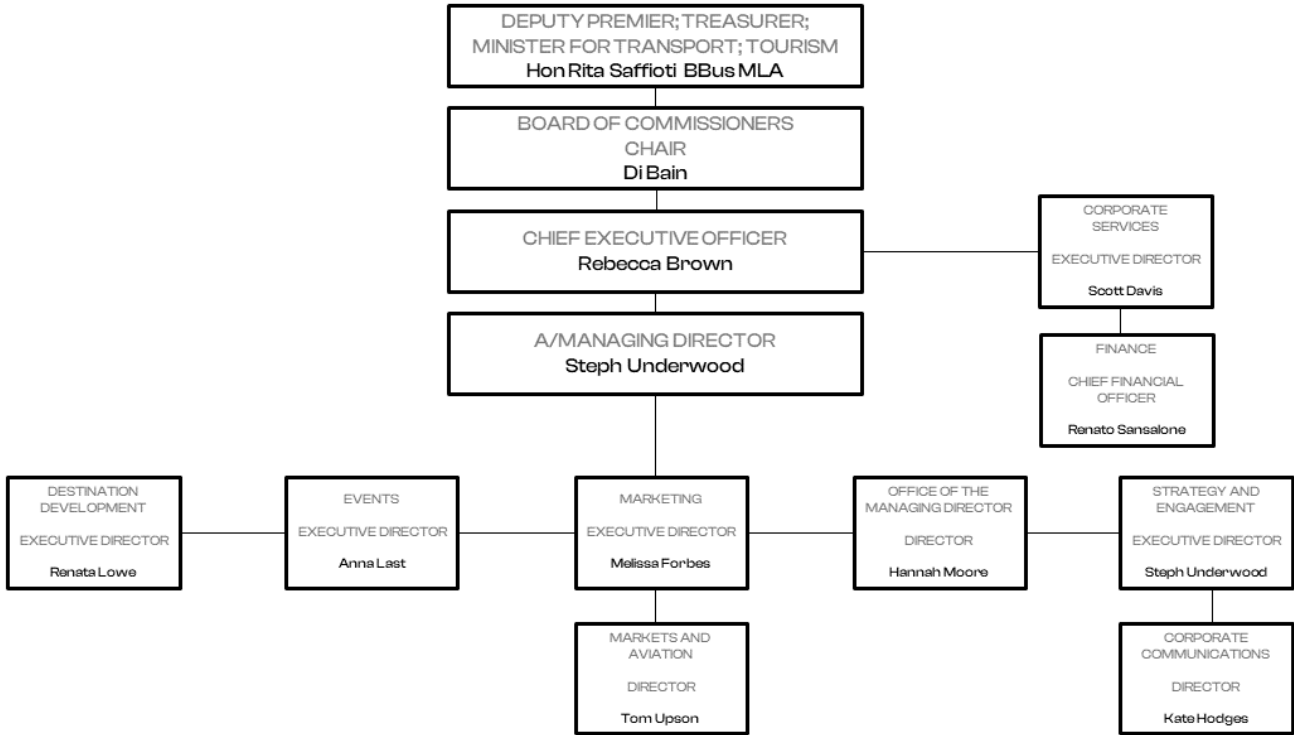 DEPUTY PREMIER; TREASURER;
MINISTER FOR TRANSPORT; TOURISM
Hon Rita Saffioti BBus MLA
BOARD OF COMMISSIONERS
CHAIR
Di Bain
CHIEF EXECUTIVE OFFICER
Rebecca Brown
CORPORATE
SERVICES
EXECUTIVE DIRECTOR
Scott Davis
A/MANAGING DIRECTOR
Steph Underwood
FINANCE
CHIEF FINANCIAL
OFFICER
Renato Sansalone
DESTINATION
DEVELOPMENT
EXECUTIVE DIRECTOR
Renata Lowe
EVENTS
EXECUTIVE DIRECTOR
Anna Last
MARKETING
EXECUTIVE DIRECTOR
Melissa Forbes
OFFICE OF THE
MANAGING DIRECTOR
DIRECTOR
Hannah Moore
STRATEGY AND
ENGAGEMENT
EXECUTIVE DIRECTOR
Steph Underwood
MARKETS AND
AVIATION
DIRECTOR
Tom Upson
CORPORATE
COMMUNICATIONS
DIRECTOR
Kate Hodges